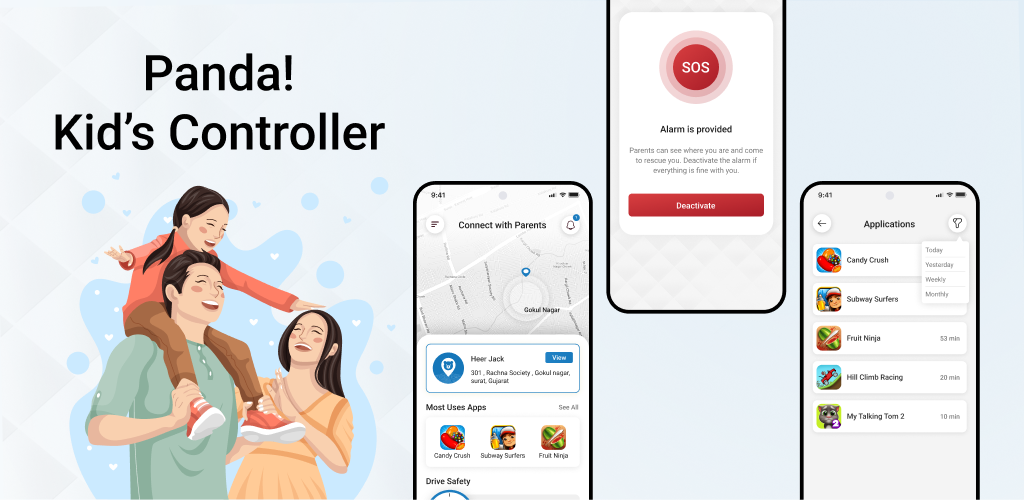 Panda!
Kid's Controller
9:41
Connect with Parents
Gokul Nagar
Heer Jack
View
301 , Rachna Society , Gokul nagar,
surat, Gujarat
Most Uses Apps
See All
Candy Crush
Subway Surfers
Fruit Ninja
Drive Safety
SOS
Alarm is provided
Parents can see where you are and come
to rescue you. Deactivate the alarm if
everything is fine with you.
Deactivate
9:41
Applications
Today
Yesterday
Weekly
Monthly
Candy Crush
Subway Surfers
Fruit Ninja
53 min
Hill Climb Racing
20 min
My Talking Tom 2
10 min